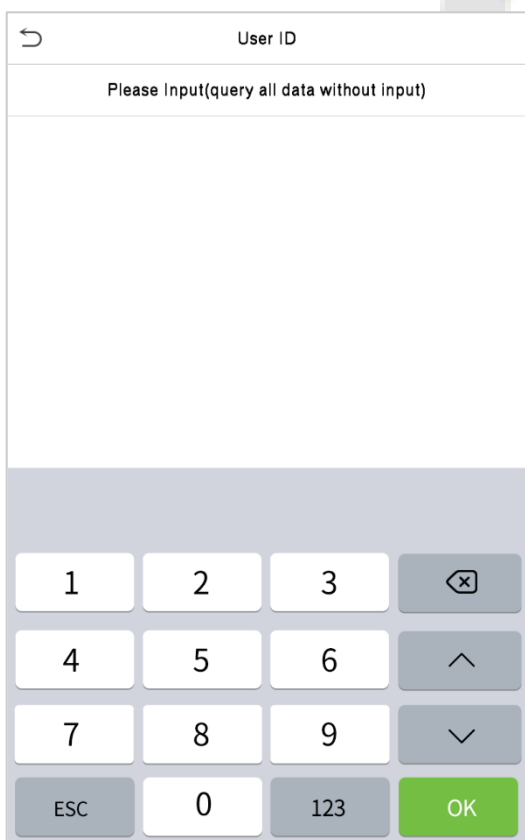 User ID
Please Input(query all data without input)
1 2 3
4 5 6
7 8 9
ESC 0 123 OK